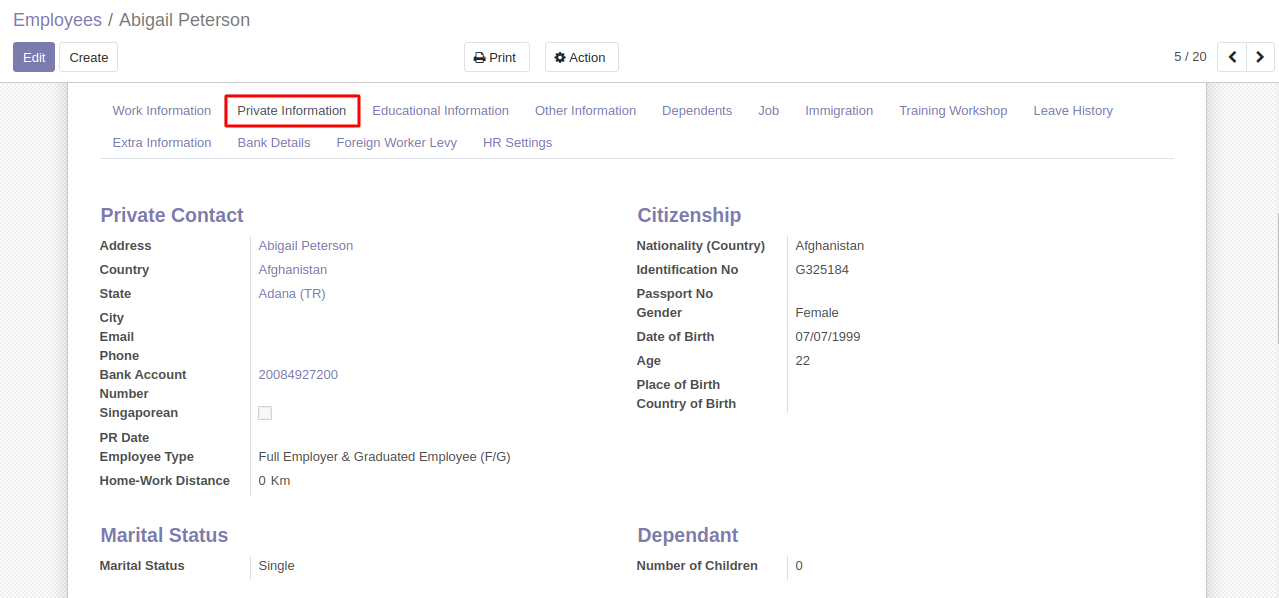 Employees / Abigail Peterson
Edit Create Print Action 5 / 20
Work Information Private Information Educational Information Other Information Dependents Job Immigration Training Workshop Leave History
Extra Information Bank Details Foreign Worker Levy HR Settings
Private Contact
Address Abigail Peterson
Country Afghanistan
State Adana (TR)
City
Email
Phone
Bank Account 20084927200
Number
Singaporean
PR Date
Employee Type Full Employer & Graduated Employee (F/G)
Home-Work Distance 0 Km
Citizenship
Nationality (Country) Afghanistan
Identification No G325184
Passport No
Gender Female
Date of Birth 07/07/1999
Age 22
Place of Birth
Country of Birth
Marital Status
Marital Status Single
Dependant
Number of Children 0